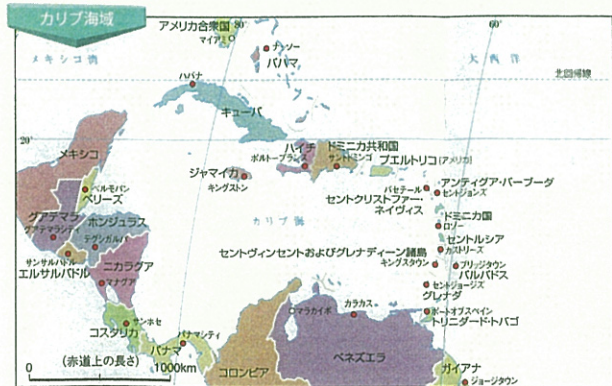 カリブ海域
80
60
アメリカ合衆国
マイアミ
ナッソー
バハマ
メキシコ湾
大西洋
北回帰線
ハバナ
キューバ
20
メキシコ
ハイチ
ポルトープランス
ドミニカ共和国
サントドミンゴ
プエルトリコ(アメリカ)
ジャマイカ
キングストン
ベルモパン
ベリーズ
バセテール
セントクリストファー・
ネイヴィス
アンティグア・バーブーダ
セントジョンズ
グアテマラ
グアテマラシティ
ホンジュラス
テグシガルパ
カリブ海
ドミニカ国
ロゾー
セントルシア
カストリーズ
サンサルバドル
エルサルバドル
ニカラグア
マナグア
セントヴィンセントおよびグレナディーン諸島
キングスタウン
ブリッジタウン
バルバドス
セントジョージズ
グレナダ
コスタリカ
サンホセ
パナマシティ
パナマ
マラカイボ
カラカス
ポートオブスペイン
トリニダード・トバゴ
コロンビア
ベネズエラ
ガイアナ
ジョージタウン
0
(赤道上の長さ)
1000km